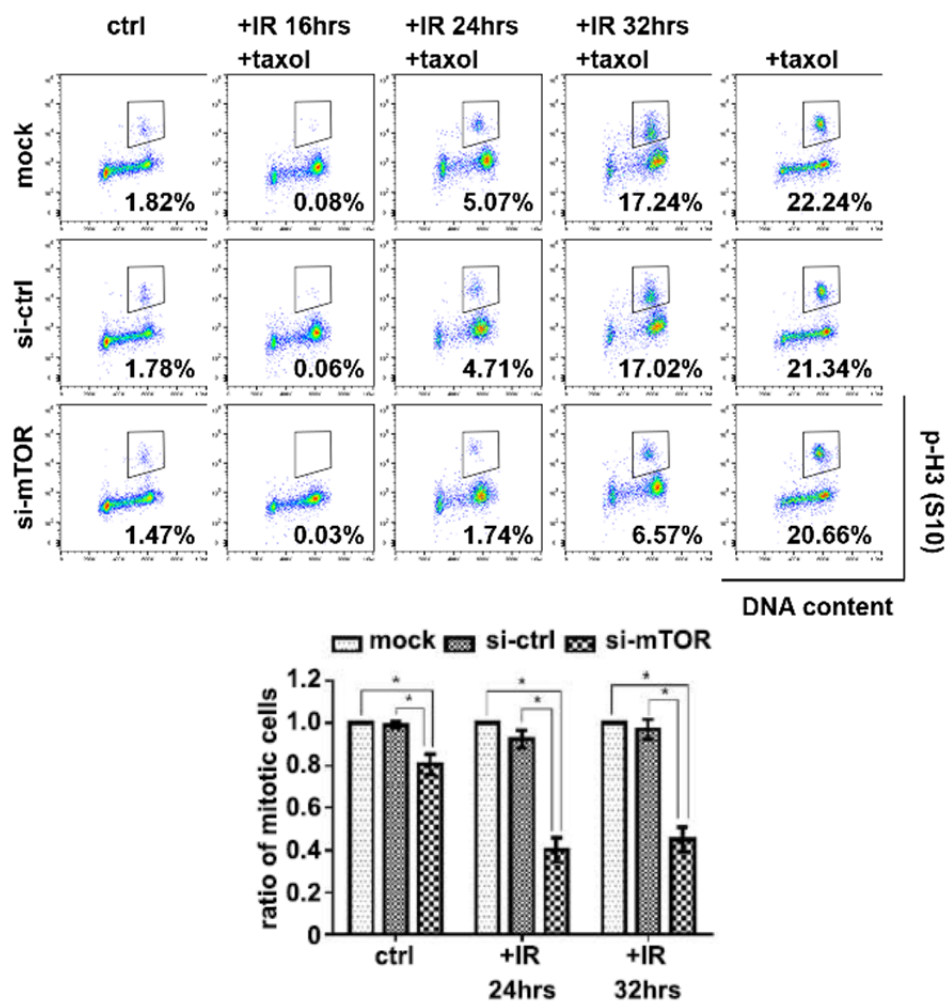 ctrl
+IR 16hrs
+taxol
+IR 24hrs
+taxol
+IR 32hrs
+taxol
+taxol
mock
1.82%
0.08%
5.07%
17.24%
22.24%
si-ctrl
1.78%
0.06%
4.71%
17.02%
21.34%
si-mTOR
1.47%
0.03%
1.74%
6.57%
20.66%
p-H3 (S10)
DNA content
mock si-ctrl si-mTOR
ratio of mitotic cells
1.2
1.0
0.8
0.6
0.4
0.2
0
* * * * * *
ctrl
+IR
24hrs
+IR
32hrs